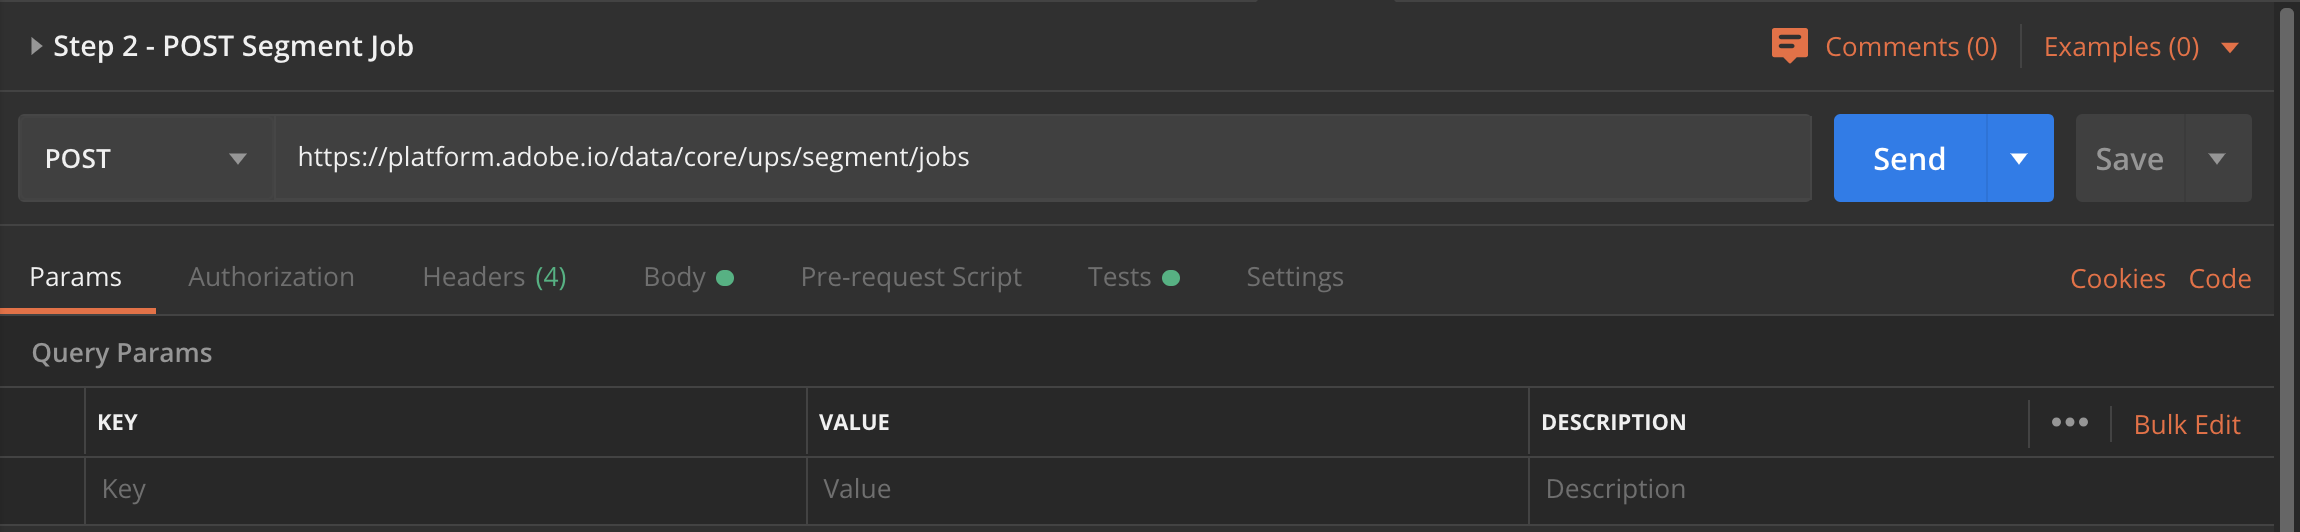 Step 2 - POST Segment Job
Comments (0)
Examples (0)
POST
https://platform.adobe.io/data/core/ups/segment/jobs
Send
Save
Params
Authorization
Headers (4)
Body
Pre-request Script
Tests
Settings
Cookies
Code
Query Params
KEY
VALUE
DESCRIPTION
Bulk Edit
Key
Value
Description